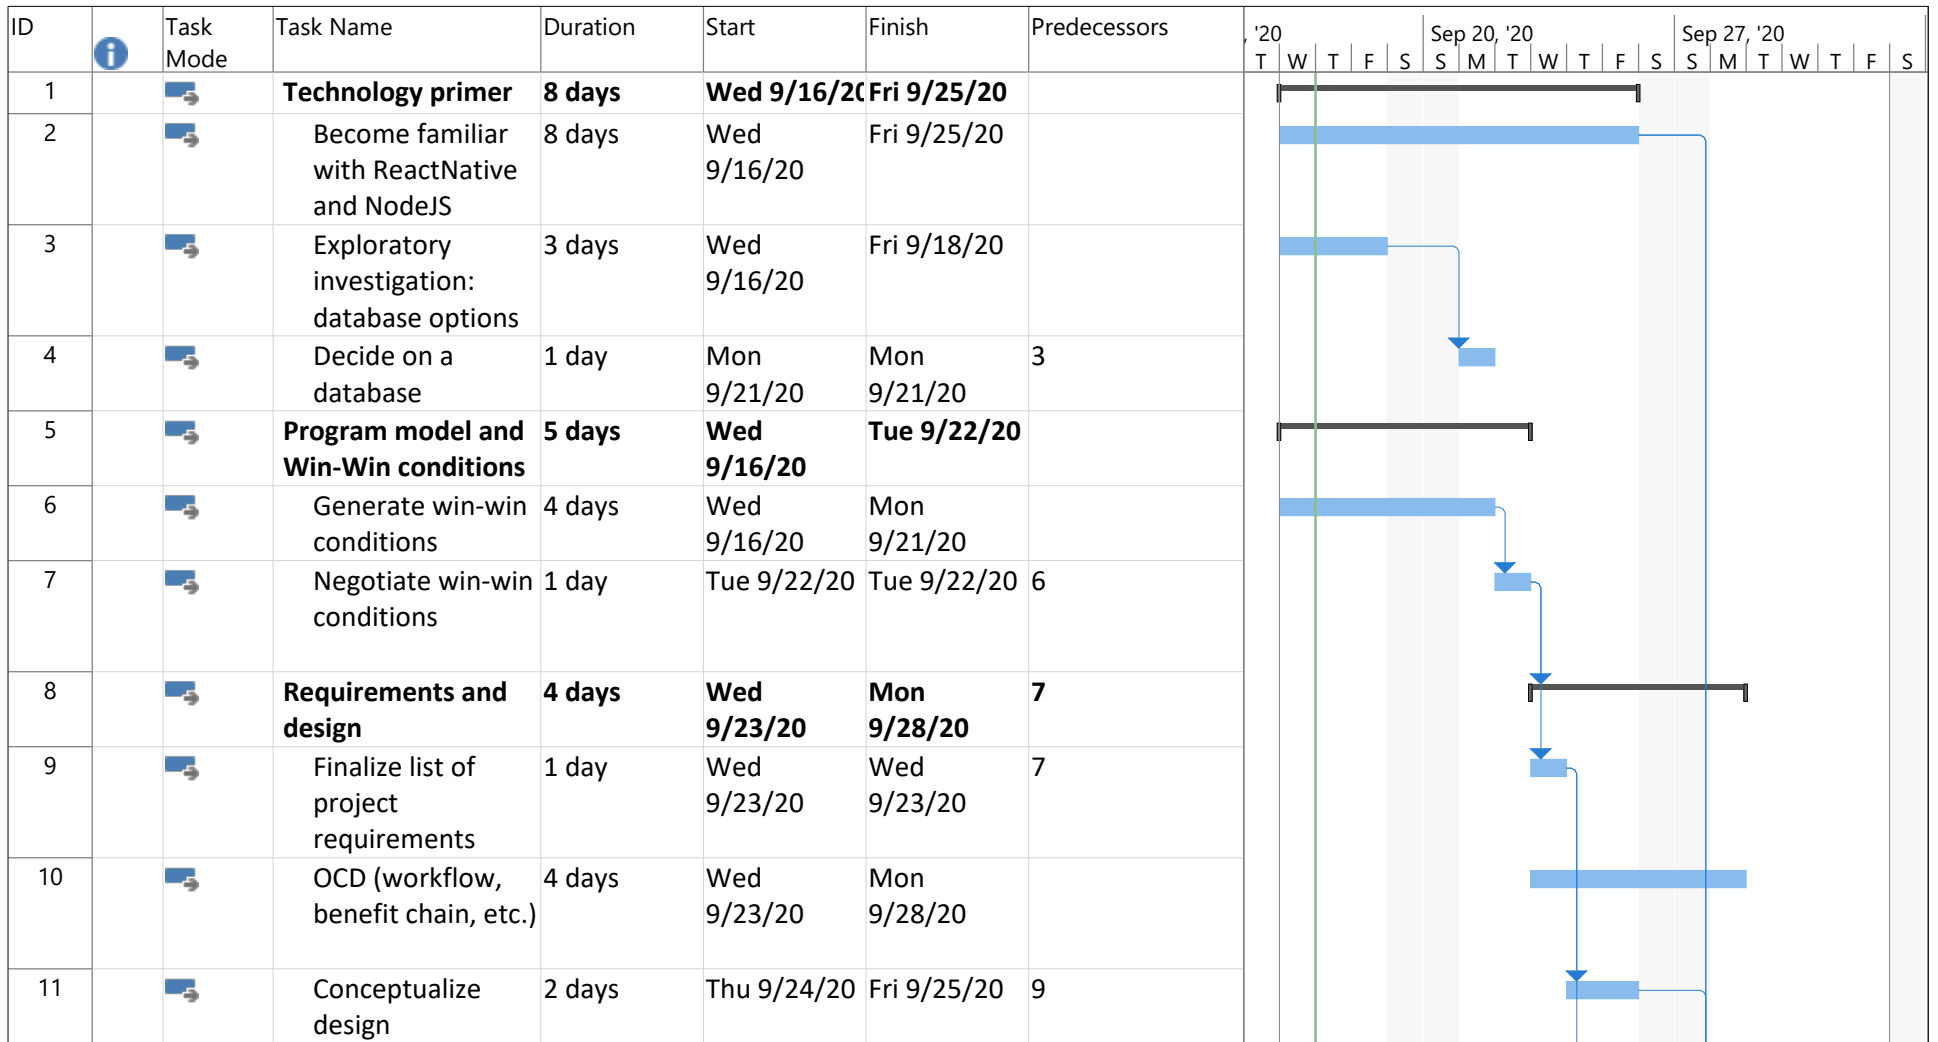 ID Task Mode Task Name Duration Start Finish Predecessors
, '20 Sep 20, '20 Sep 27, '20
T W T F S S M T W T F S S M T W T F S
1 Technology primer 8 days Wed 9/16/20 Fri 9/25/20
2 Become familiar with ReactNative and NodeJS 8 days Wed 9/16/20 Fri 9/25/20
3 Exploratory investigation: database options 3 days Wed 9/16/20 Fri 9/18/20
4 Decide on a database 1 day Mon 9/21/20 Mon 9/21/20 3
5 Program model and Win-Win conditions 5 days Wed 9/16/20 Tue 9/22/20
6 Generate win-win conditions 4 days Wed 9/16/20 Mon 9/21/20
7 Negotiate win-win conditions 1 day Tue 9/22/20 Tue 9/22/20 6
8 Requirements and design 4 days Wed 9/23/20 Mon 9/28/20 7
9 Finalize list of project requirements 1 day Wed 9/23/20 Wed 9/23/20 7
10 OCD (workflow, benefit chain, etc.) 4 days Wed 9/23/20 Mon 9/28/20
11 Conceptualize design 2 days Thu 9/24/20 Fri 9/25/20 9